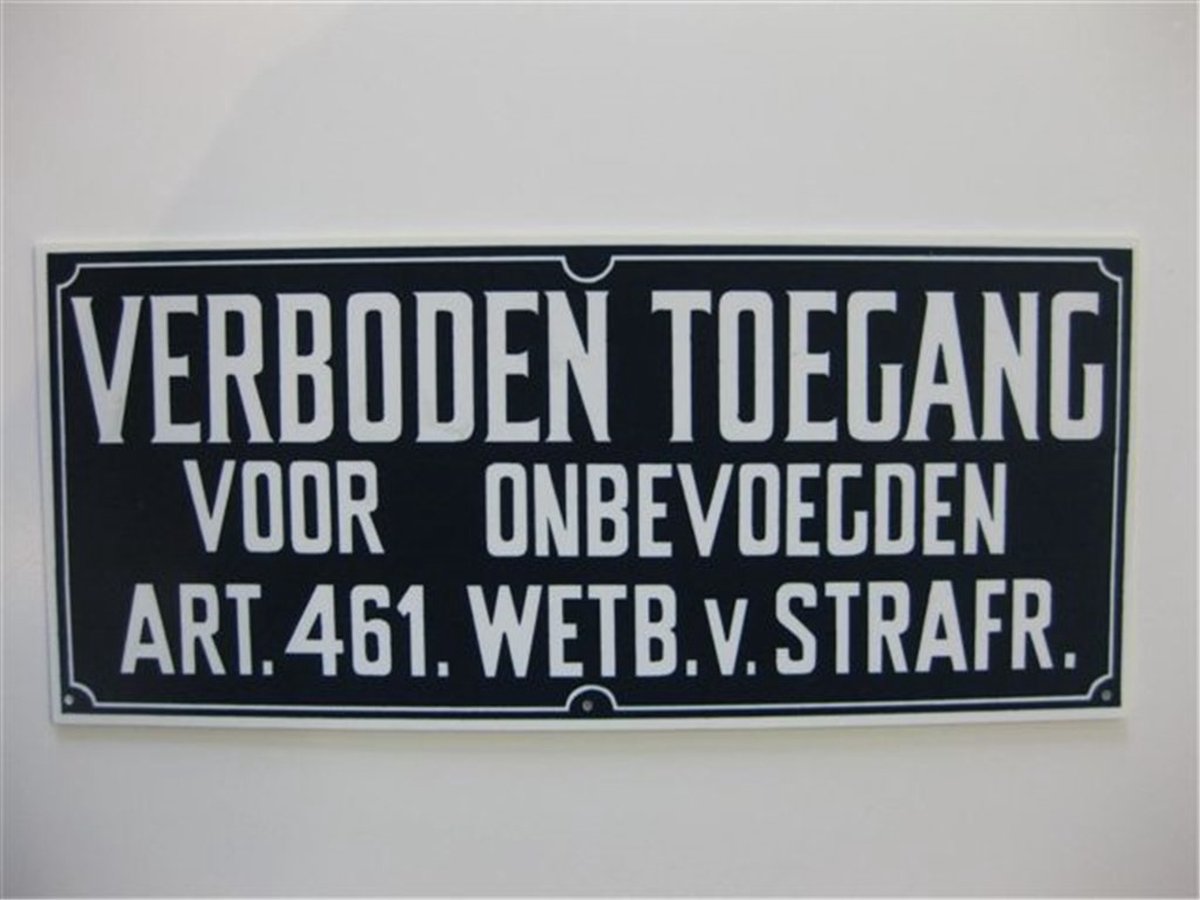 VERBODEN TOEGANG
VOOR ONBEVOEGDEN
ART. 461. WETB. V. STRAFR.